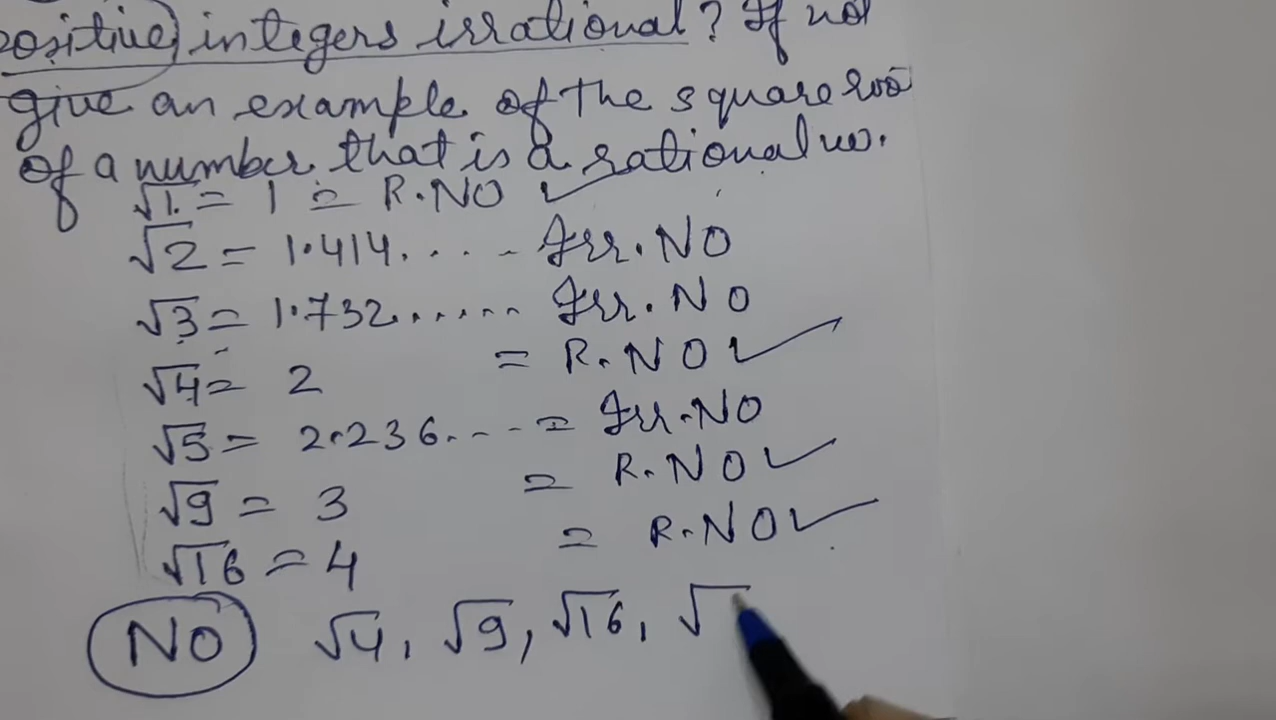 positive) integers irrational? If not
give an example of the square roo
of a number that is a rational no.
√1 = 1 = R.NO ✓
√2 = 1.414.... - Irr.NO
√3 = 1.732...... Irr.NO
√4 = 2 = R.NO ✓
√5 = 2.236.--- = Irr.NO
√9 = 3 = R.NO ✓
√16 = 4 = R.NO ✓
NO √4, √9, √16, √